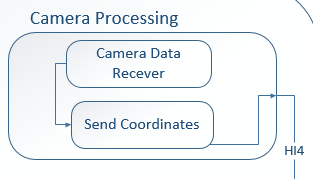 Camera Processing
Camera Data
Recever
Send Coordinates
HI4